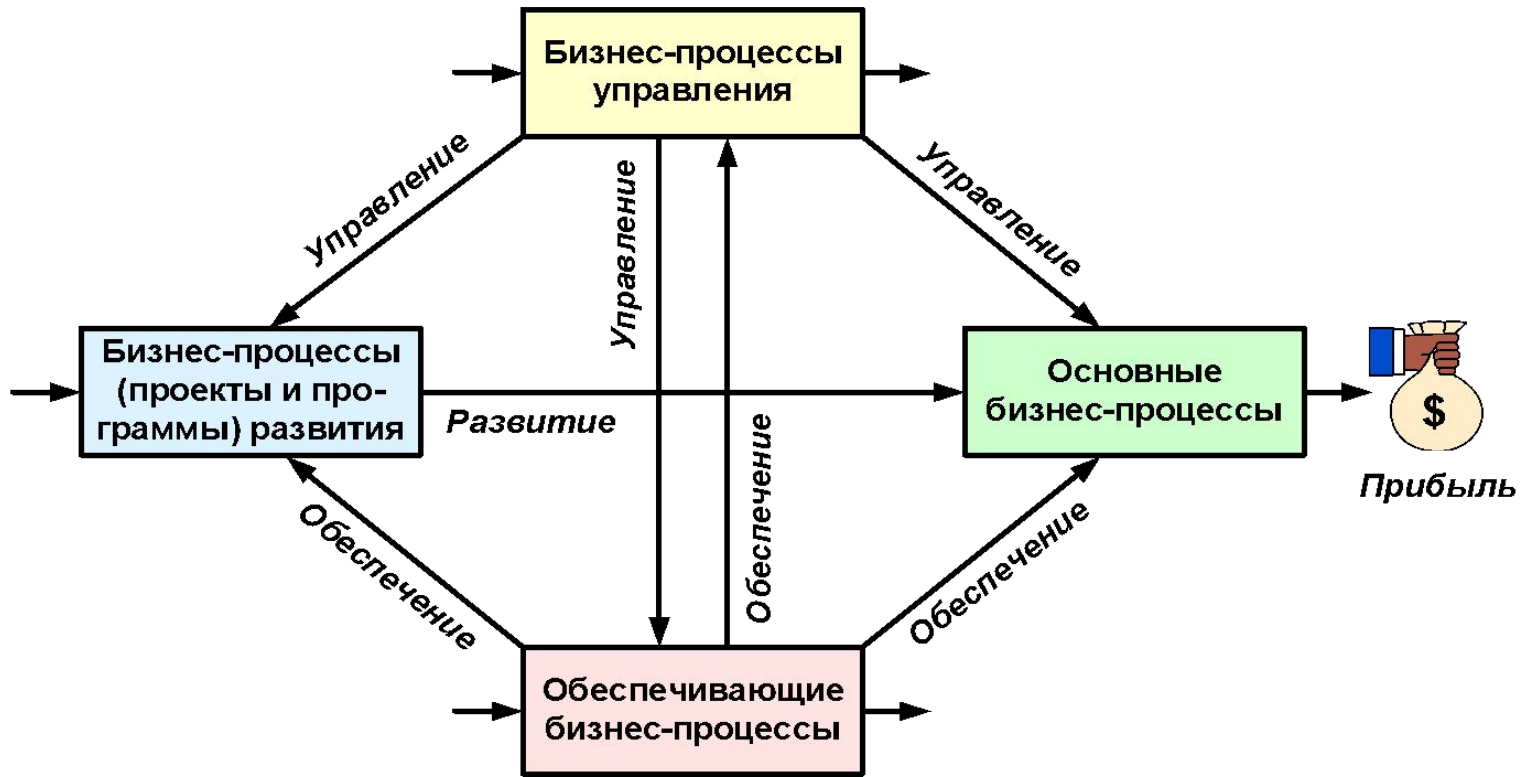 Бизнес-процессы
управления
Управление
Управление
Управление
Бизнес-процессы
(проекты и про-
граммы) развития
Развитие
Основные
бизнес-процессы
$
Прибыль
Обеспечение
Обеспечение
Обеспечение
Обеспечивающие
бизнес-процессы